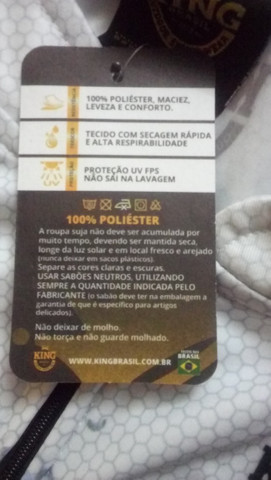 KING
100% POLIÉSTER, MACIEZ,
LEVEZA E CONFORTO.
TECIDO COM SECAGEM RÁPIDA
E ALTA RESPIRABILIDADE
PROTEÇÃO UV FPS
NÃO SAI NA LAVAGEM
UV
100% POLIÉSTER
A roupa suja não deve ser acumulada por
muito tempo, devendo ser mantida seca,
longe da luz solar e em local fresco e arejado
(nunca deixar em sacos plásticos).
Separe as cores claras e escuras.
USAR SABÕES NEUTROS, UTILIZANDO
SEMPRE A QUANTIDADE INDICADA PELO
FABRICANTE (o sabão deve ter na embalagem a
garantia de que é específico para artigos
delicados).
Não deixar de molho.
Não torça e não guarde molhado.
KING
BRASIL
WWW.KINGBRASIL.COM.BR
BRASIL